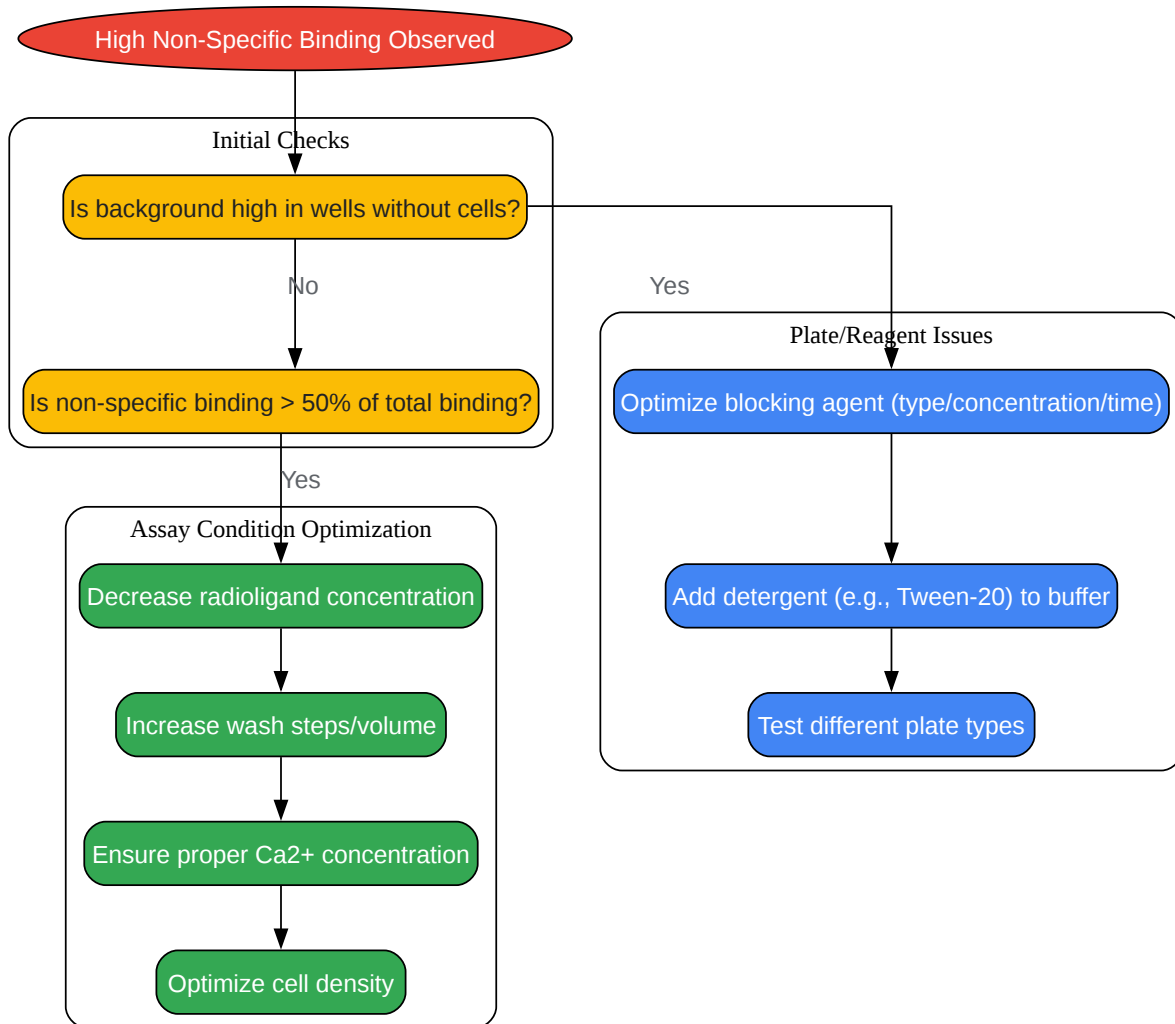 High Non-Specific Binding Observed
Initial Checks
Is background high in wells without cells?
No
Yes
Plate/Reagent Issues
Is non-specific binding > 50% of total binding?
Optimize blocking agent (type/concentration/time)
Yes
Assay Condition Optimization
Decrease radioligand concentration
Add detergent (e.g., Tween-20) to buffer
Increase wash steps/volume
Test different plate types
Ensure proper Ca2+ concentration
Optimize cell density